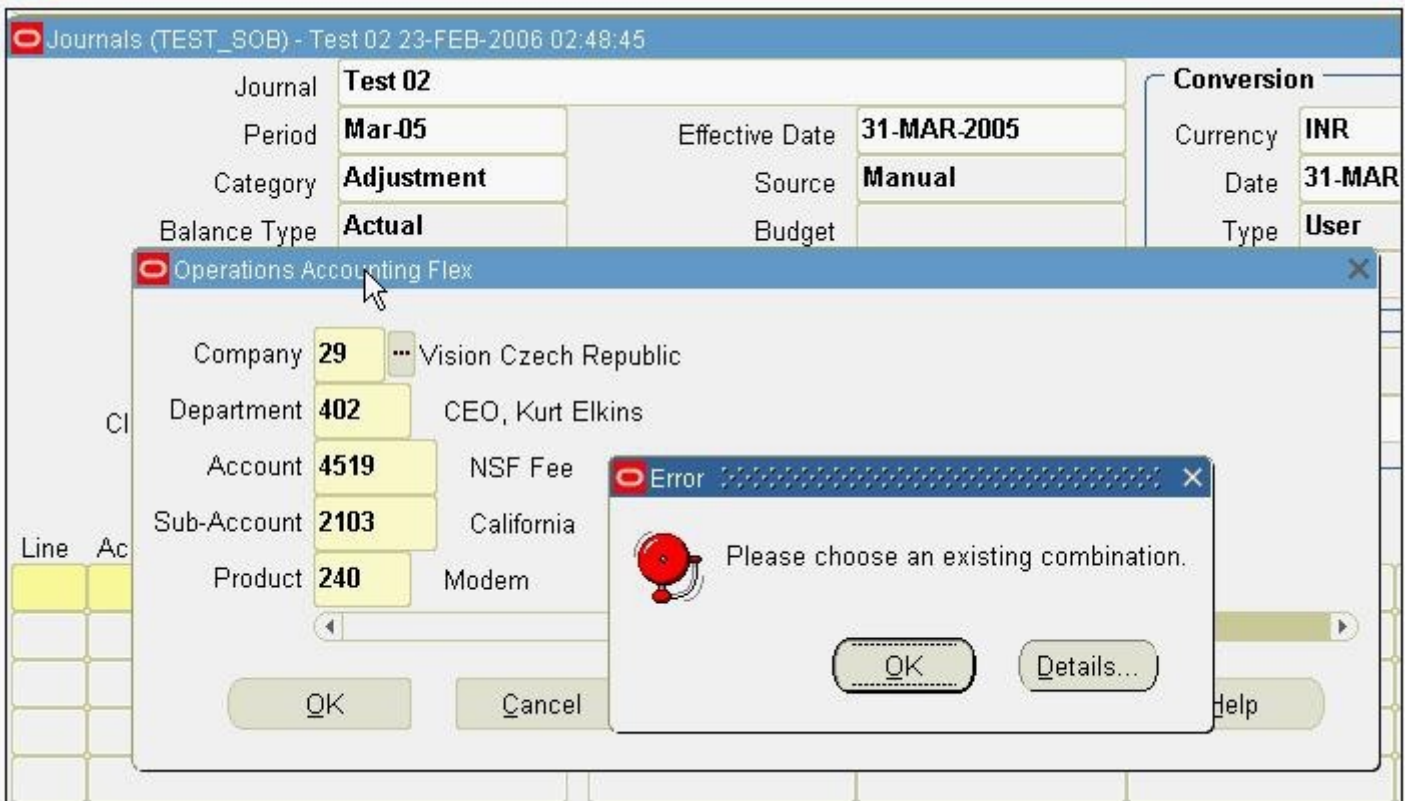 Journals (TEST_SOB) - Test 02 23-FEB-2006 02:48:45
Journal Test 02
Conversion
Period Mar-05 Effective Date 31-MAR-2005 Currency INR
Category Adjustment Source Manual Date 31-MAR
Balance Type Actual Budget Type User
Operations Accounting Flex
Company 29 ... Vision Czech Republic
Department 402 CEO, Kurt Elkins
Cl
Account 4519 NSF Fee
Error
Sub-Account 2103 California
Line Ac
Please choose an existing combination.
Product 240 Modem
OK Details...
OK Cancel Help